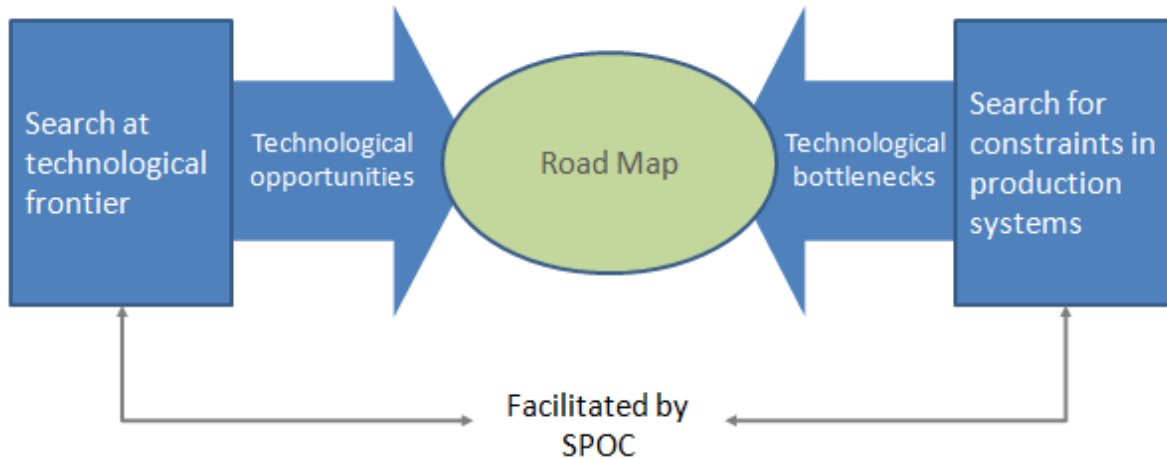 Search at
technological
frontier
Technological
opportunities
Road Map
Technological
bottlenecks
Search for
constraints in
production
systems
Facilitated by
SPOC